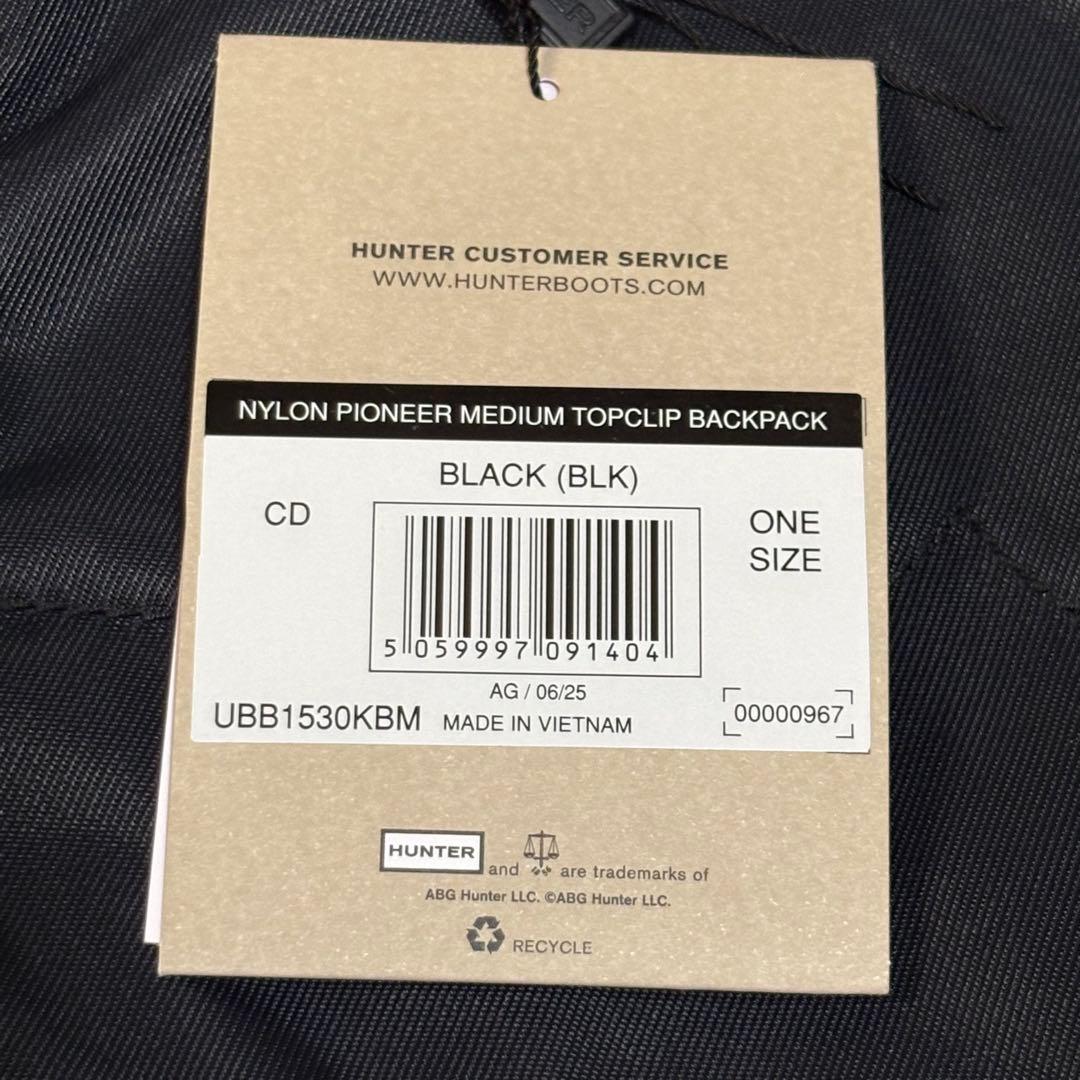 HUNTER CUSTOMER SERVICE
WWW.HUNTERBOOTS.COM
NYLON PIONEER MEDIUM TOPCLIP BACKPACK
BLACK (BLK)
CD
ONE
SIZE
5 059997 091404
AG / 06/25
UBB1530KBM
MADE IN VIETNAM
00000967
HUNTER and are trademarks of
ABG Hunter LLC. ©ABG Hunter LLC.
RECYCLE